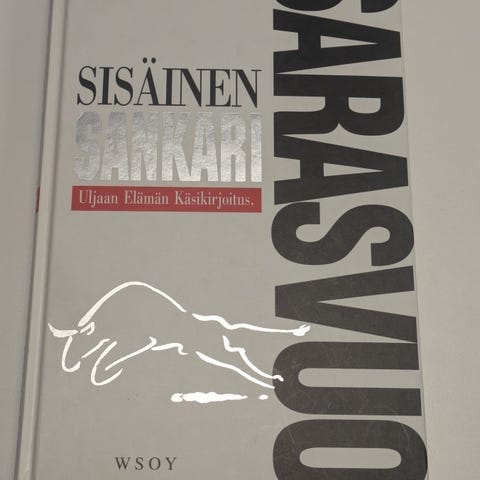 SISÄINEN
SANKARI
Uljaan Elämän Käsikirjoitus.
SARASVUO
WSOY